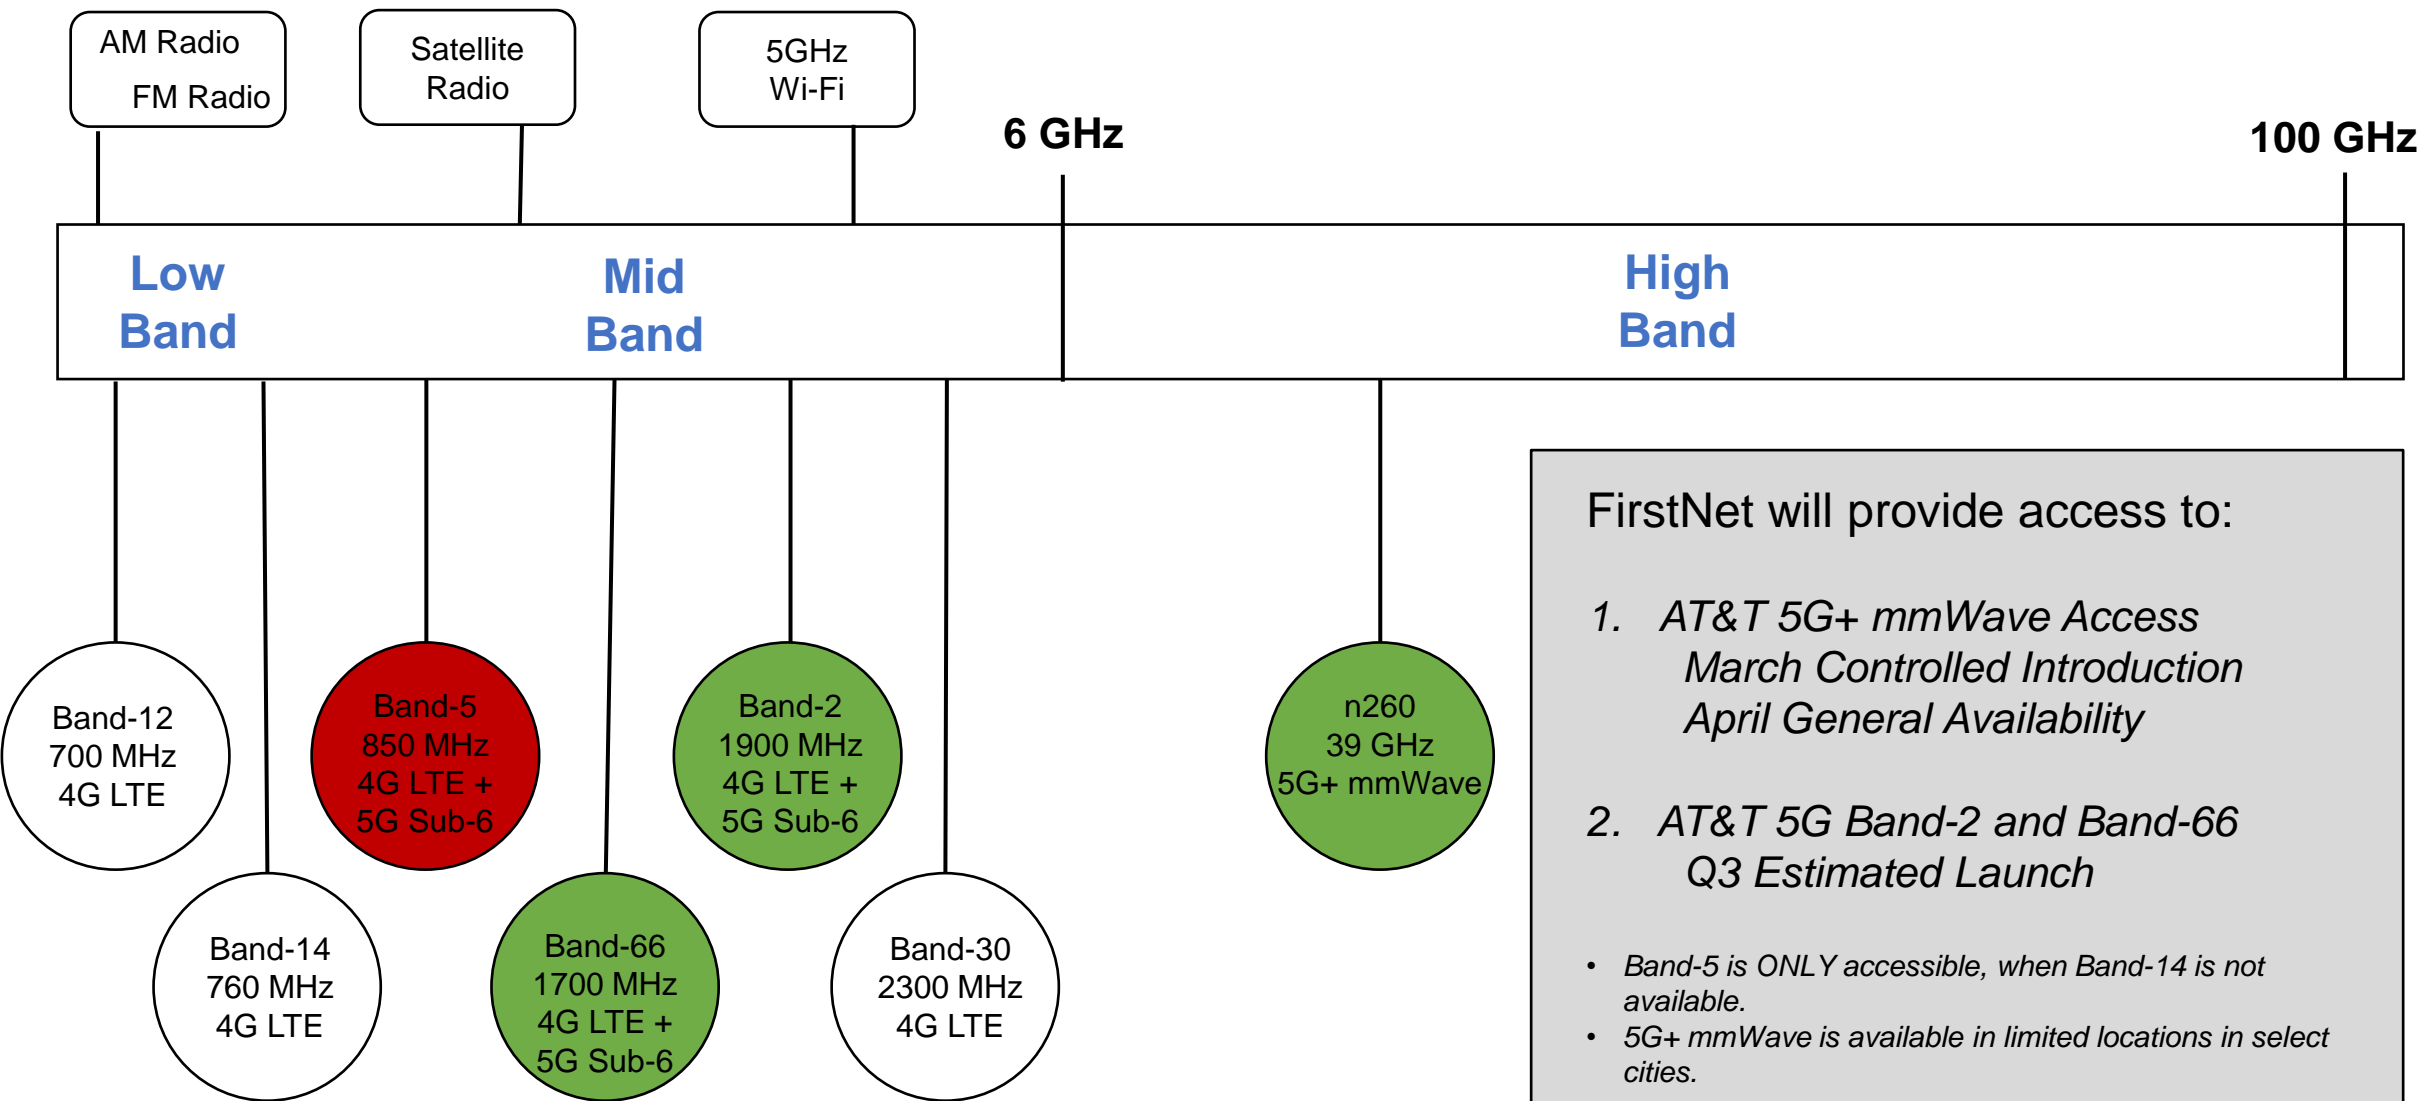 AM Radio
FM Radio
Satellite
Radio
5GHz
Wi-Fi
6 GHz
100 GHz
Low
Band
Mid
Band
High
Band
Band-12
700 MHz
4G LTE
Band-14
760 MHz
4G LTE
Band-5
850 MHz
4G LTE +
5G Sub-6
Band-66
1700 MHz
4G LTE +
5G Sub-6
Band-2
1900 MHz
4G LTE +
5G Sub-6
Band-30
2300 MHz
4G LTE
n260
39 GHz
5G+ mmWave
FirstNet will provide access to:
1. AT&T 5G+ mmWave Access
March Controlled Introduction
April General Availability
2. AT&T 5G Band-2 and Band-66
Q3 Estimated Launch
• Band-5 is ONLY accessible, when Band-14 is not
available.
• 5G+ mmWave is available in limited locations in select
cities.